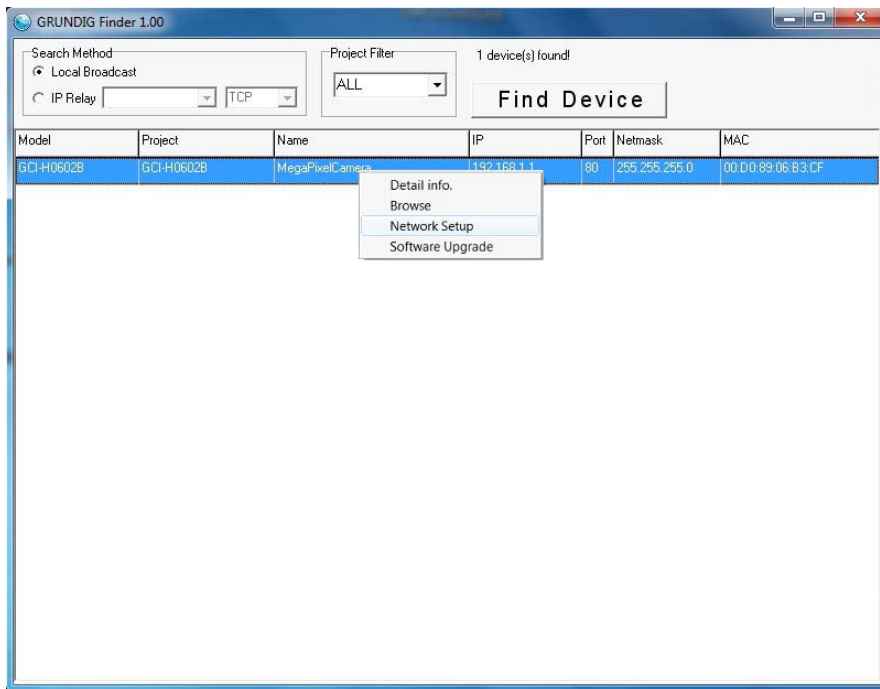 GRUNDIG Finder 1.00
Search Method
Local Broadcast
IP Relay TCP
Project Filter
ALL
1 device(s) found!
Find Device
Model Project Name IP Port Netmask MAC
GCI-H0602B GCI-H0602B MegaPixelCamera 192.168.1.1 80 255.255.255.0 00:D0:89:06:B3:CF
Detail info.
Browse
Network Setup
Software Upgrade